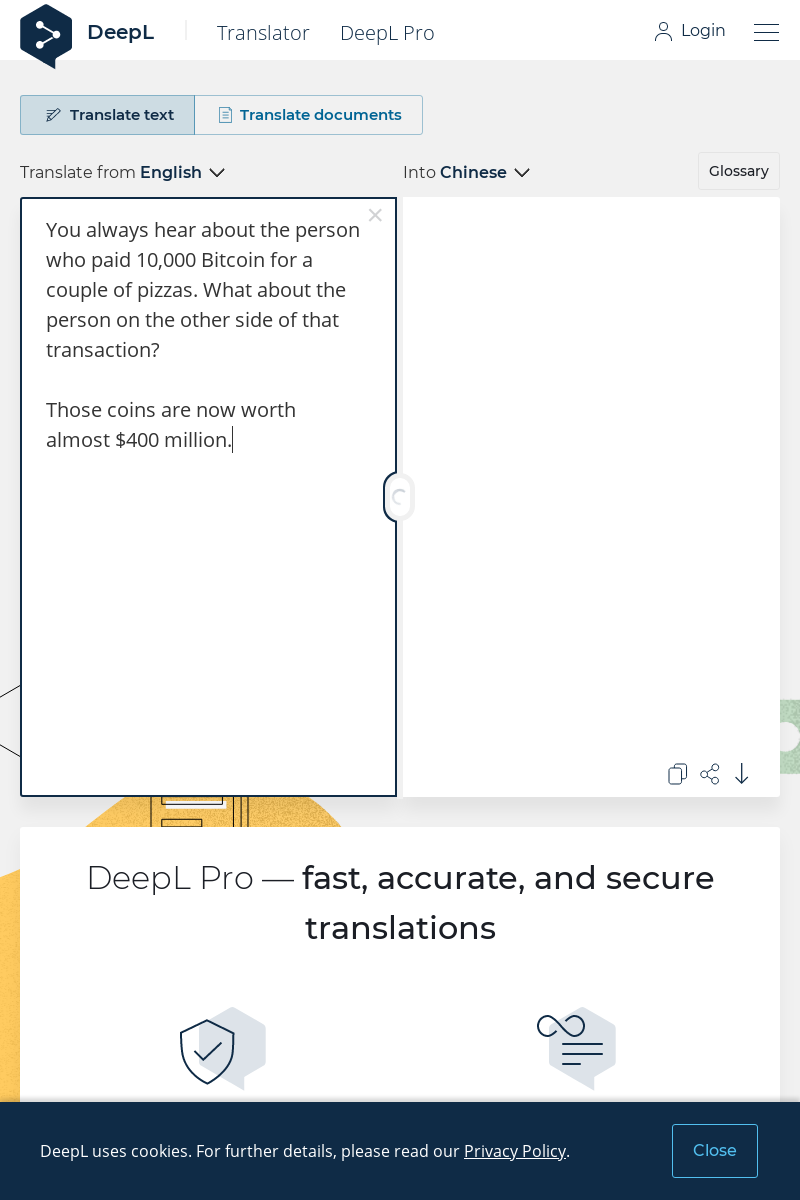 DeepL
Translator
DeepL Pro
Login
Translate text
Translate documents
Translate from English
Into Chinese
Glossary
You always hear about the person
who paid 10,000 Bitcoin for a
couple of pizzas. What about the
person on the other side of that
transaction?
Those coins are now worth
almost $400 million.
DeepL Pro — fast, accurate, and secure
translations
DeepL uses cookies. For further details, please read our Privacy Policy.
Close